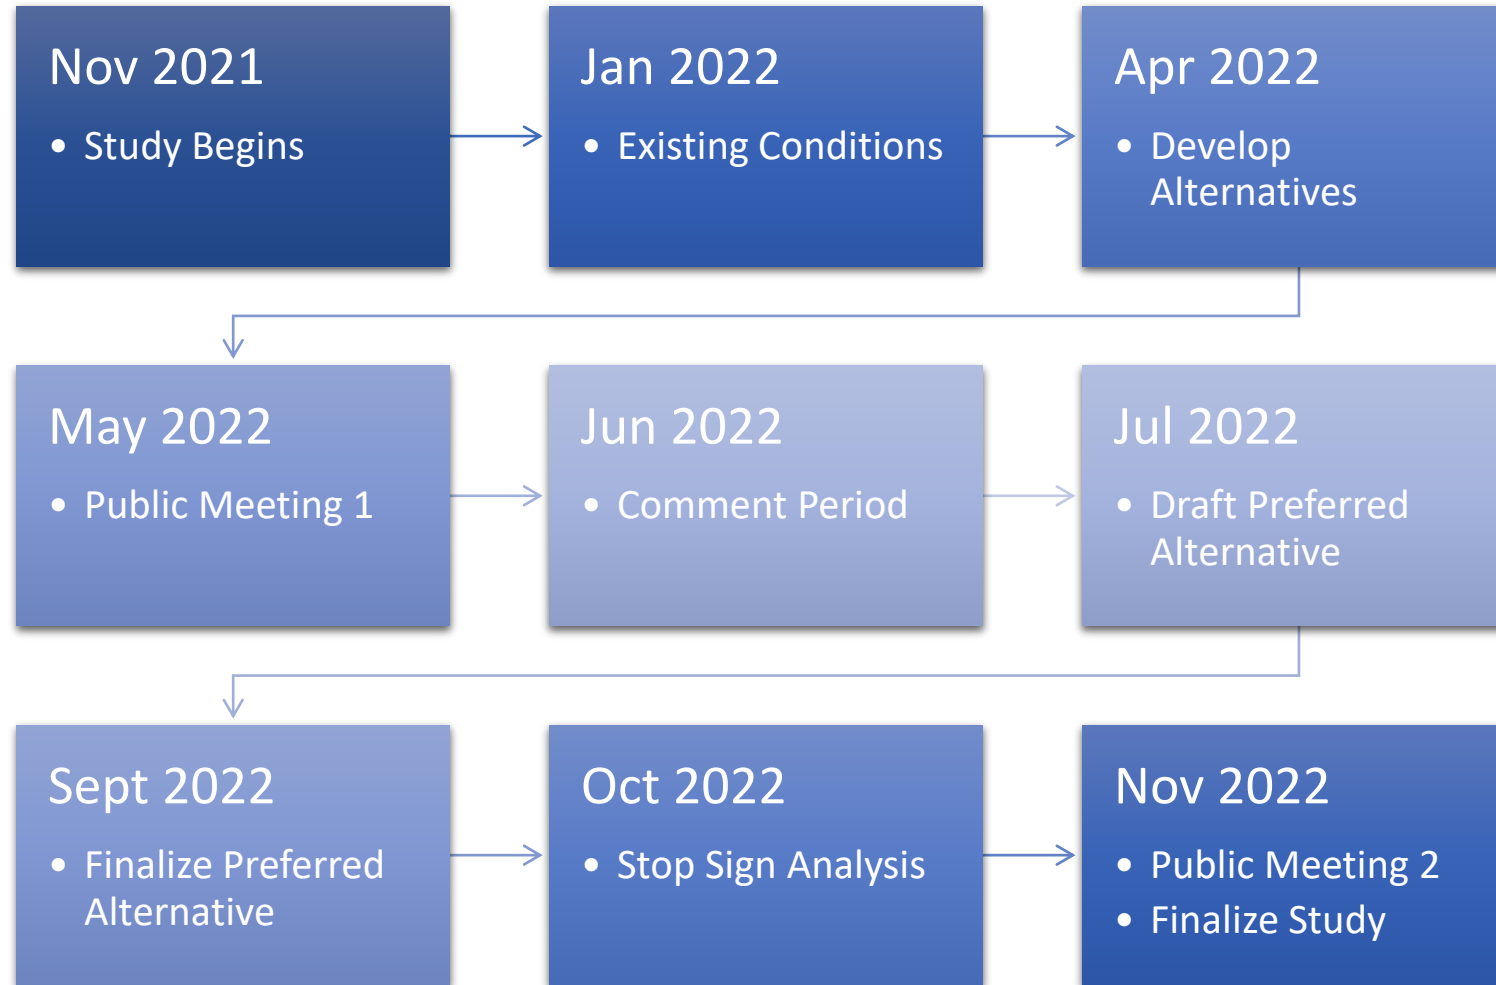 Nov 2021
• Study Begins
Jan 2022
• Existing Conditions
Apr 2022
• Develop
Alternatives
May 2022
• Public Meeting 1
Jun 2022
• Comment Period
Jul 2022
• Draft Preferred
Alternative
Sept 2022
• Finalize Preferred
Alternative
Oct 2022
• Stop Sign Analysis
Nov 2022
• Public Meeting 2
• Finalize Study